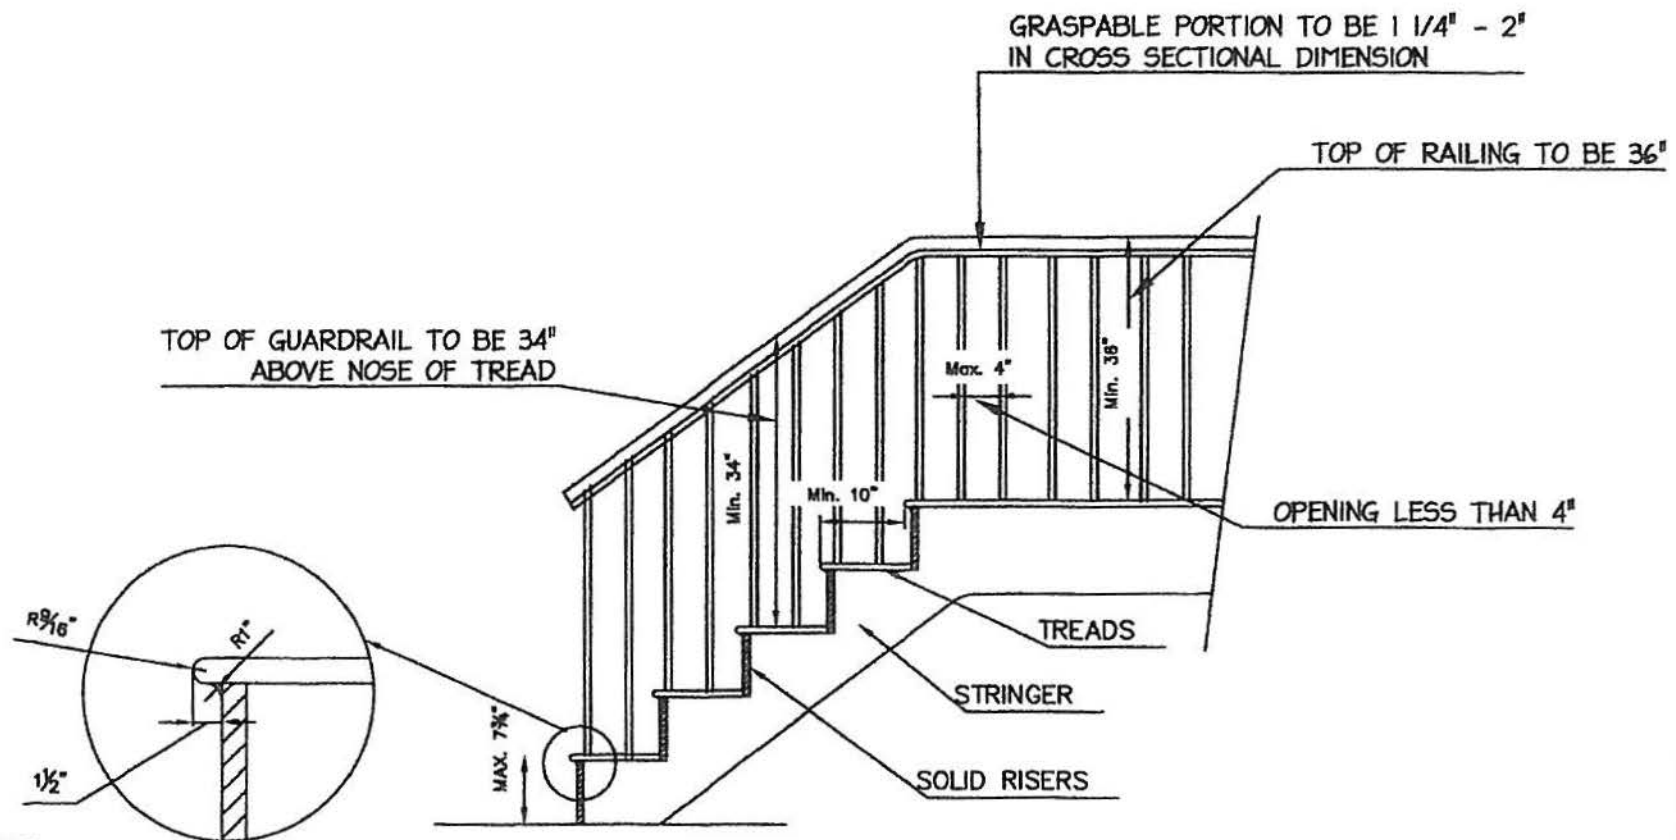 GRASPABLE PORTION TO BE 1 1/4" - 2"
IN CROSS SECTIONAL DIMENSION
TOP OF RAILING TO BE 36"
TOP OF GUARDRAIL TO BE 34"
ABOVE NOSE OF TREAD
Max. 4"
Min. 36"
Min. 34"
Min. 10"
OPENING LESS THAN 4"
R9/16"
R1"
TREADS
STRINGER
MAX. 7¾"
1½"
SOLID RISERS